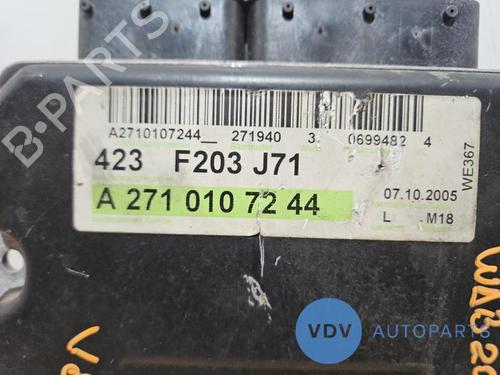 A2710107244_ 271940 3 0699482 4
423 F203 J71
A 271 010 72 44
07.10.2005
L M18
WE367
B-PARTS
VDV AUTOPARTS